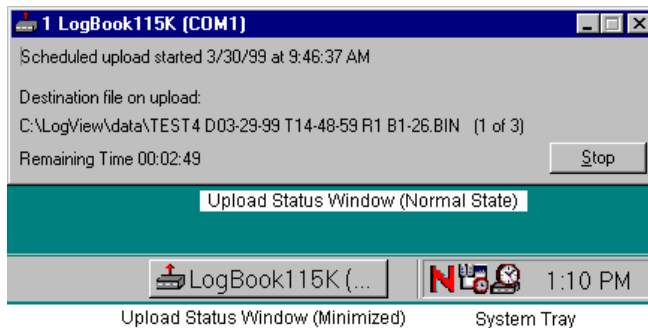 1 LogBook115K (COM1)
Scheduled upload started 3/30/99 at 9:46:37 AM
Destination file on upload:
C:\LogView\data\TEST4 D03-29-99 T14-48-59 R1 B1-26.BIN (1 of 3)
Remaining Time 00:02:49
Stop
Upload Status Window (Normal State)
LogBook115K (...
N
1:10 PM
Upload Status Window (Minimized)
System Tray